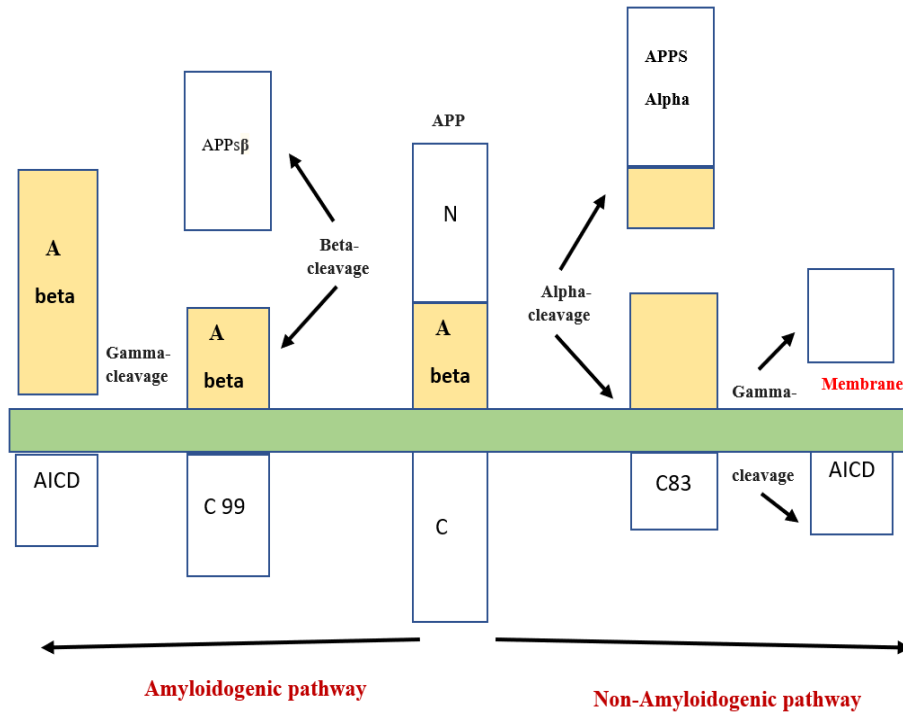 APPS
Alpha
APP
APPsβ
N
A
beta
Beta-
cleavage
Alpha-
cleavage
A
beta
A
beta
Gamma-
cleavage
Gamma-
Membrane
AICD
C 99
C
C83
cleavage
AICD
Amyloidogenic pathway
Non-Amyloidogenic pathway